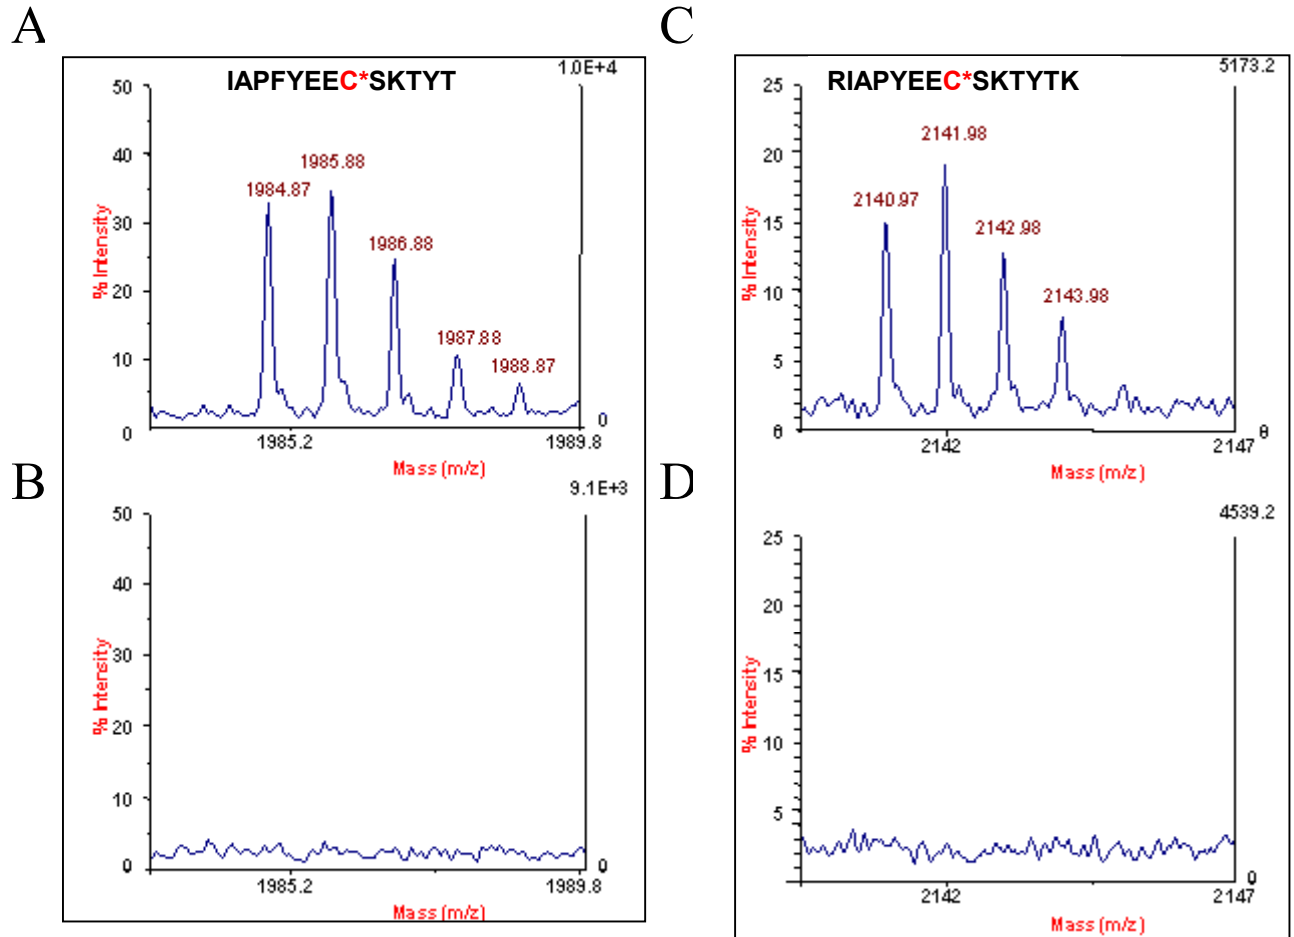 A
IAPFYEEC*SKTYT
1.0E+4
50
40
30
20
10
0
% Intensity
1984.87
1985.88
1986.88
1987.88
1988.87
0
1985.2
1989.8
Mass (m/z)
C
RIAPYEEC*SKTYTK
5173.2
25
20
15
10
5
0
% Intensity
2140.97
2141.98
2142.98
2143.98
0
2142
2147
Mass (m/z)
B
9.1E+3
50
40
30
20
10
0
% Intensity
0
1985.2
1989.8
Mass (m/z)
D
4539.2
25
20
15
10
5
% Intensity
0
2142
2147
Mass (m/z)